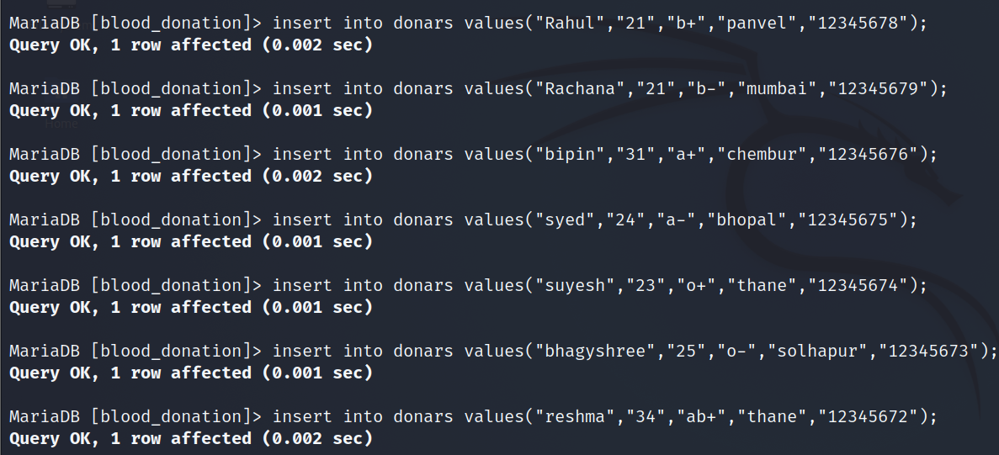 MariaDB [blood_donation]> insert into donars values("Rahul","21","b+","panvel","12345678");
Query OK, 1 row affected (0.002 sec)
MariaDB [blood_donation]> insert into donars values("Rachana","21","b-","mumbai","12345679");
Query OK, 1 row affected (0.001 sec)
Home
MariaDB [blood_donation]> insert into donars values("bipin","31","a+","chembur","12345676");
Query OK, 1 row affected (0.002 sec)
MariaDB [blood_donation]> insert into donars values("syed","24","a-","bhopal","12345675");
Query OK, 1 row affected (0.001 sec)
MariaDB [blood_donation]> insert into donars values("suyesh","23","o+","thane","12345674");
Query OK, 1 row affected (0.001 sec)
MariaDB [blood_donation]> insert into donars values("bhagyshree","25","o-","solhapur","12345673");
Query OK, 1 row affected (0.001 sec)
MariaDB [blood_donation]> insert into donars values("reshma","34","ab+","thane","12345672");
Query OK, 1 row affected (0.002 sec)